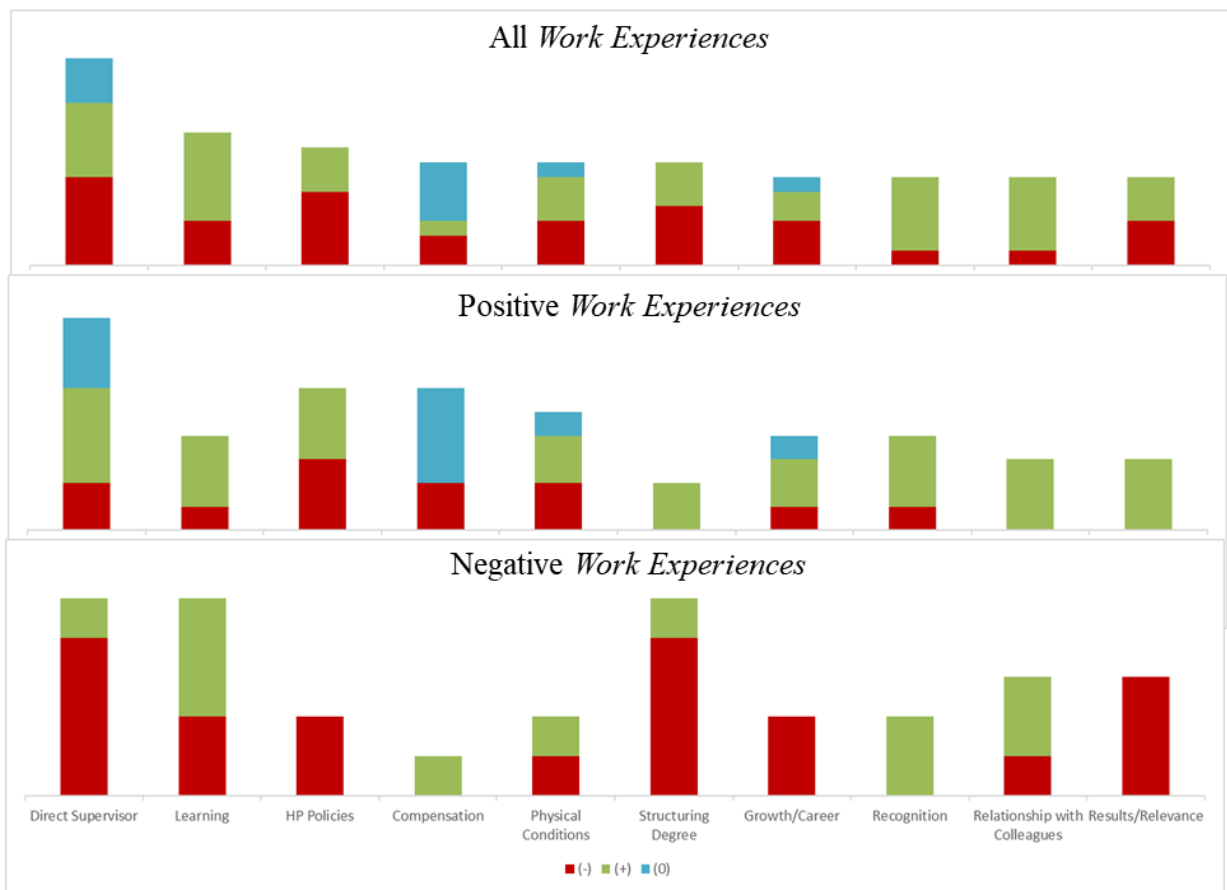 All Work Experiences
Positive Work Experiences
Negative Work Experiences
Direct Supervisor Learning HP Policies Compensation Physical Structuring Growth/Career Recognition Relationship with Results/Relevance
Conditions Degree Colleagues
(-) (+) (0)